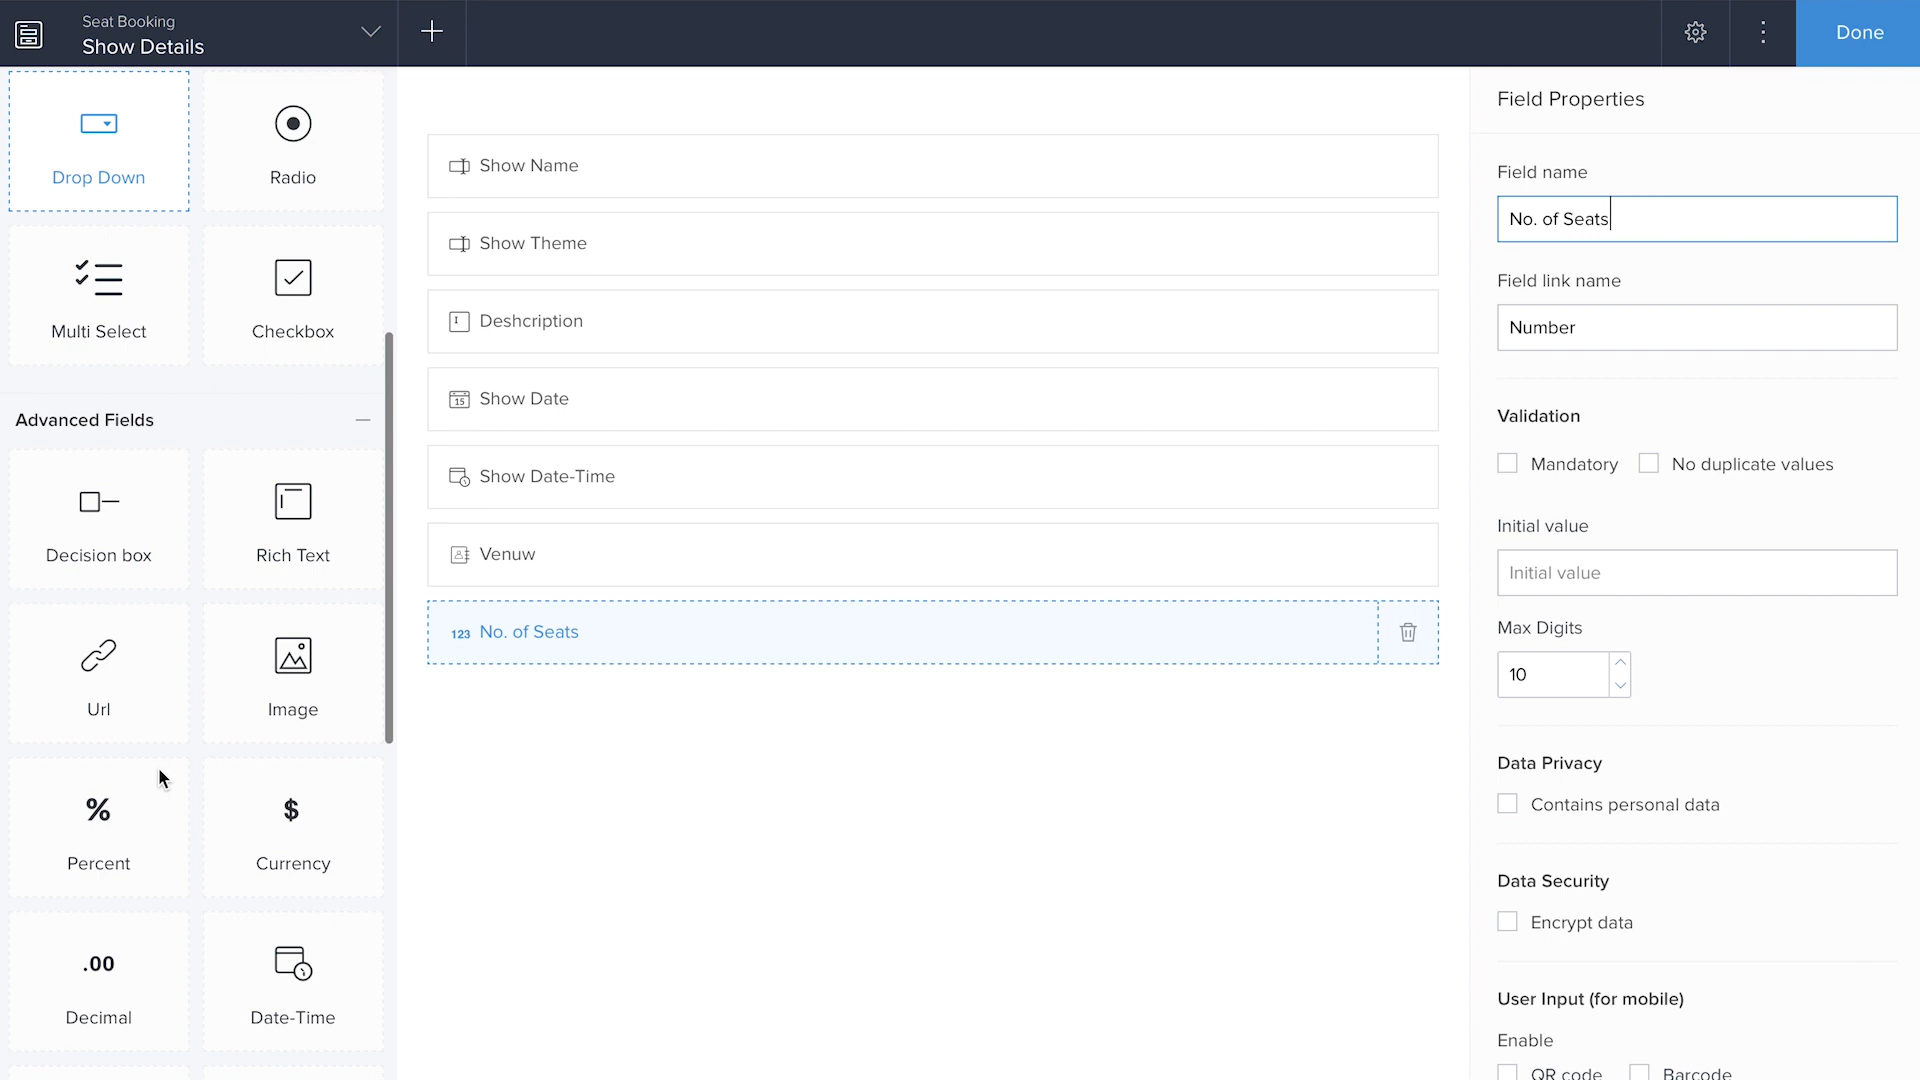 Seat Booking
Show Details
Done
Drop Down
Radio
Multi Select
Checkbox
Advanced Fields
Decision box
Rich Text
Url
Image
%
Percent
$
Currency
.00
Decimal
Date-Time
Show Name
Show Theme
Deshcription
15 Show Date
Show Date-Time
Venuw
123 No. of Seats
Field Properties
Field name
No. of Seats
Field link name
Number
Validation
Mandatory
No duplicate values
Initial value
Initial value
Max Digits
10
Data Privacy
Contains personal data
Data Security
Encrypt data
User Input (for mobile)
Enable
QR code
Barcode